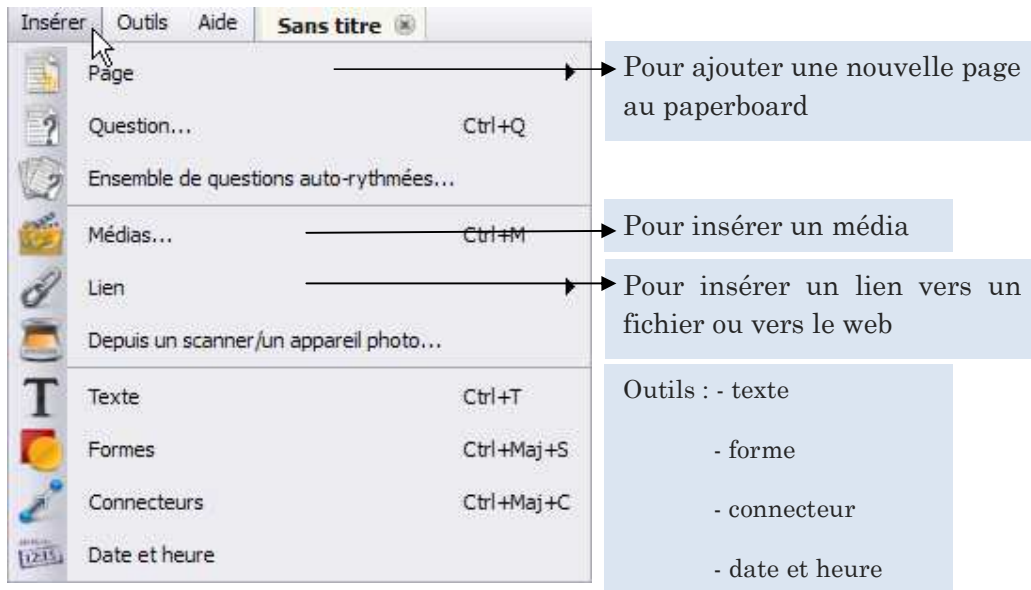 Insérer Outils Aide Sans titre
Page
Pour ajouter une nouvelle page
au paperboard
Question... Ctrl+Q
Ensemble de questions auto-rythmées...
Médias... Ctrl+M
Pour insérer un média
Lien
Pour insérer un lien vers un
fichier ou vers le web
Depuis un scanner/un appareil photo...
Texte Ctrl+T
Formes Ctrl+Maj+S
Connecteurs Ctrl+Maj+C
12:15
Date et heure
Outils : - texte
- forme
- connecteur
- date et heure